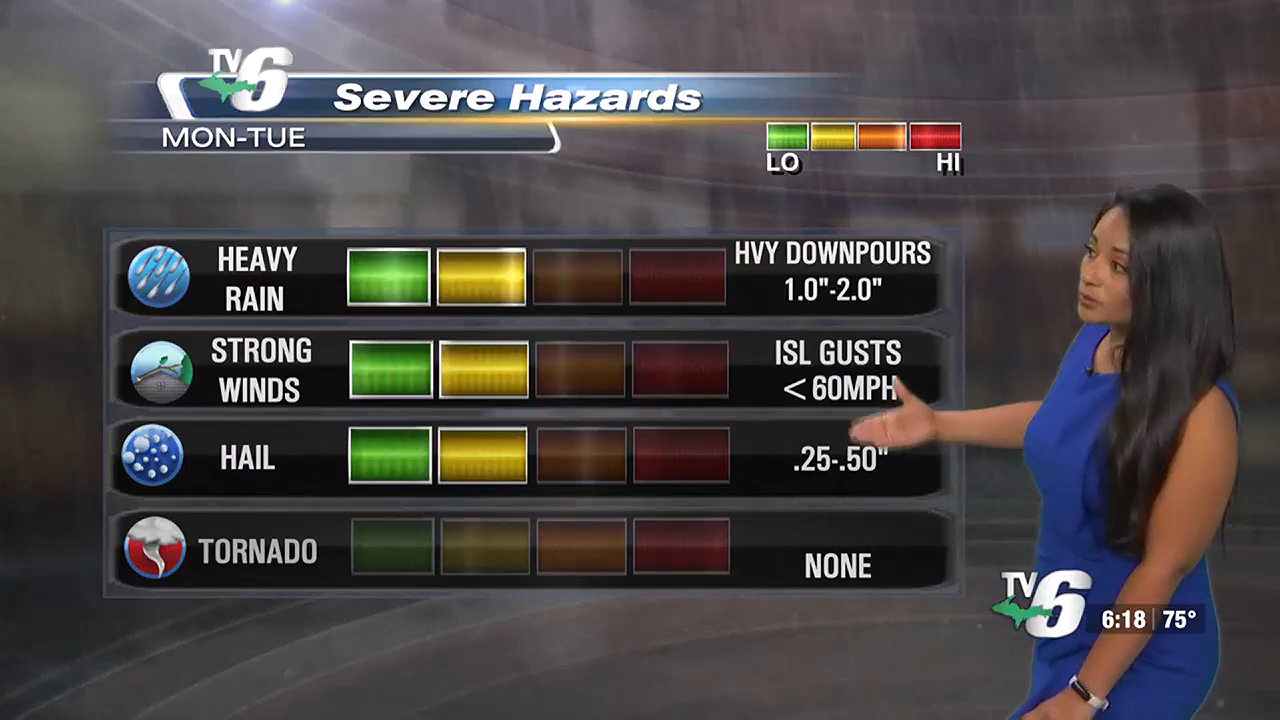 TV6
Severe Hazards
MON-TUE
LO HI
HEAVY
RAIN
HVY DOWNPOURS
1.0"-2.0"
STRONG
WINDS
ISL GUSTS
< 60MPH
HAIL
.25-.50"
TORNADO
NONE
TV6
6:18 75°